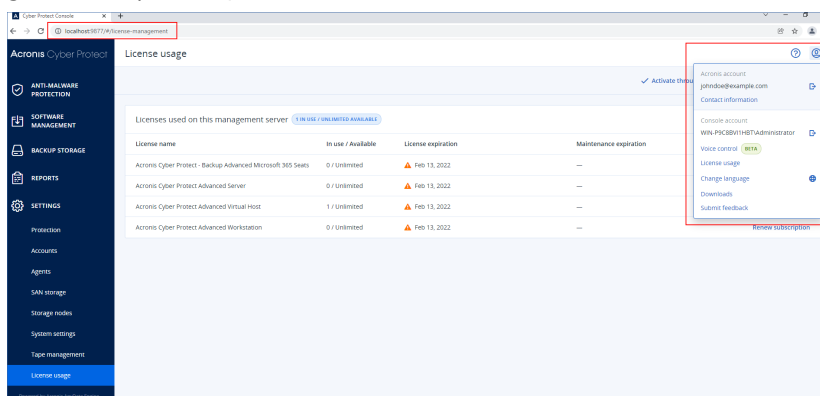 Cyber Protect Console
localhost:9877/#/license-management
Acronis Cyber Protect
License usage
Acronis account
johndoe@example.com
Contact information
Console account
WIN-P9C8BVI1HBT\Administrator
Voice control BETA
License usage
Change language
Downloads
Submit feedback
ANTI-MALWARE
PROTECTION
SOFTWARE
MANAGEMENT
BACKUP STORAGE
REPORTS
SETTINGS
Protection
Accounts
Agents
SAN storage
Storage nodes
System settings
Tape management
License usage
Activate throu
Licenses used on this management server 1 IN USE / UNLIMITED AVAILABLE
License name In use / Available License expiration Maintenance expiration
Acronis Cyber Protect - Backup Advanced Microsoft 365 Seats 0 / Unlimited Feb 13, 2022 —
Acronis Cyber Protect Advanced Server 0 / Unlimited Feb 13, 2022 —
Acronis Cyber Protect Advanced Virtual Host 1 / Unlimited Feb 13, 2022 —
Acronis Cyber Protect Advanced Workstation 0 / Unlimited Feb 13, 2022 — Renew subscription